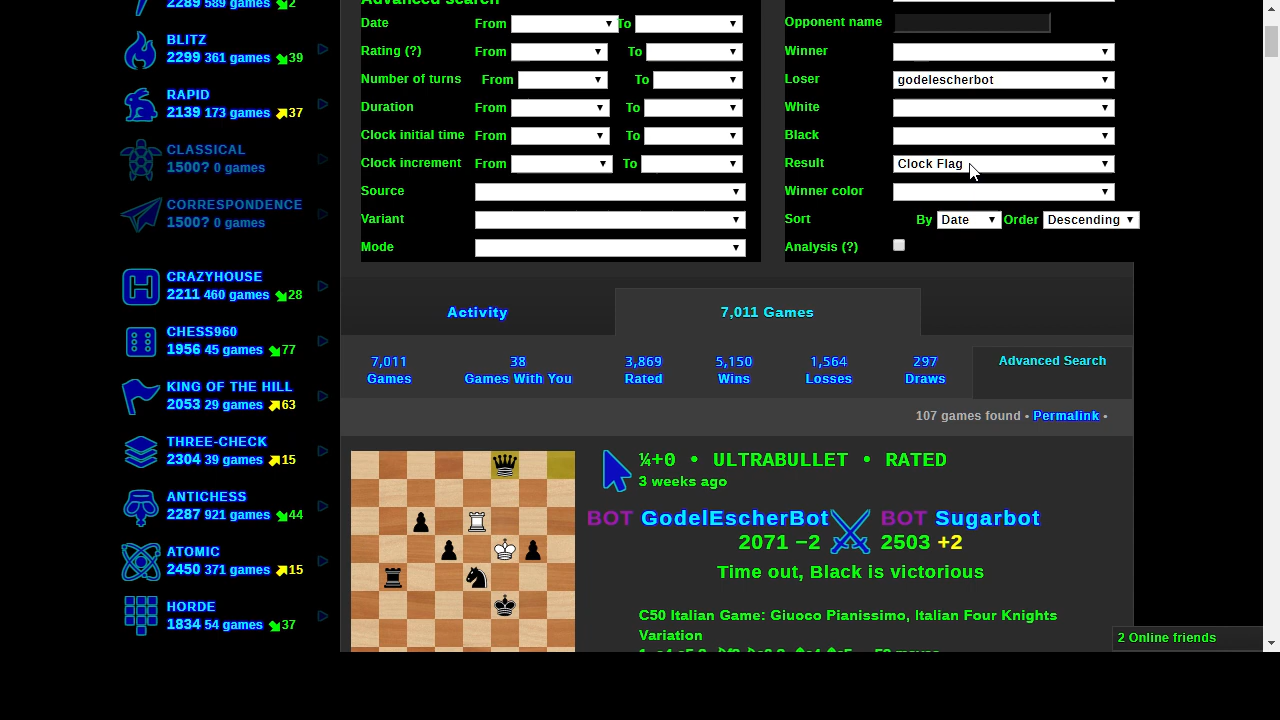 2289 589 games 2
BLITZ
2299 361 games 39
RAPID
2139 173 games 37
CLASSICAL
1500? 0 games
CORRESPONDENCE
1500? 0 games
CRAZYHOUSE
2211 460 games 28
CHESS960
1956 45 games 77
KING OF THE HILL
2053 29 games 63
THREE-CHECK
2304 39 games 15
ANTICHESS
2287 921 games 44
ATOMIC
2450 371 games 15
HORDE
1834 54 games 37
Advanced search
Date From To
Rating (?) From To
Number of turns From To
Duration From To
Clock initial time From To
Clock increment From To
Source
Variant
Mode
Opponent name
Winner
Loser godelescherbot
White
Black
Result Clock Flag
Winner color
Sort By Date Order Descending
Analysis (?)
Activity 7,011 Games
7,011 38 3,869 5,150 1,564 297 Advanced Search
Games Games With You Rated Wins Losses Draws
107 games found • Permalink •
¼+0 • ULTRABULLET • RATED
3 weeks ago
BOT GodelEscherBot BOT Sugarbot
2071 −2 2503 +2
Time out, Black is victorious
C50 Italian Game: Giuoco Pianissimo, Italian Four Knights
Variation
2 Online friends